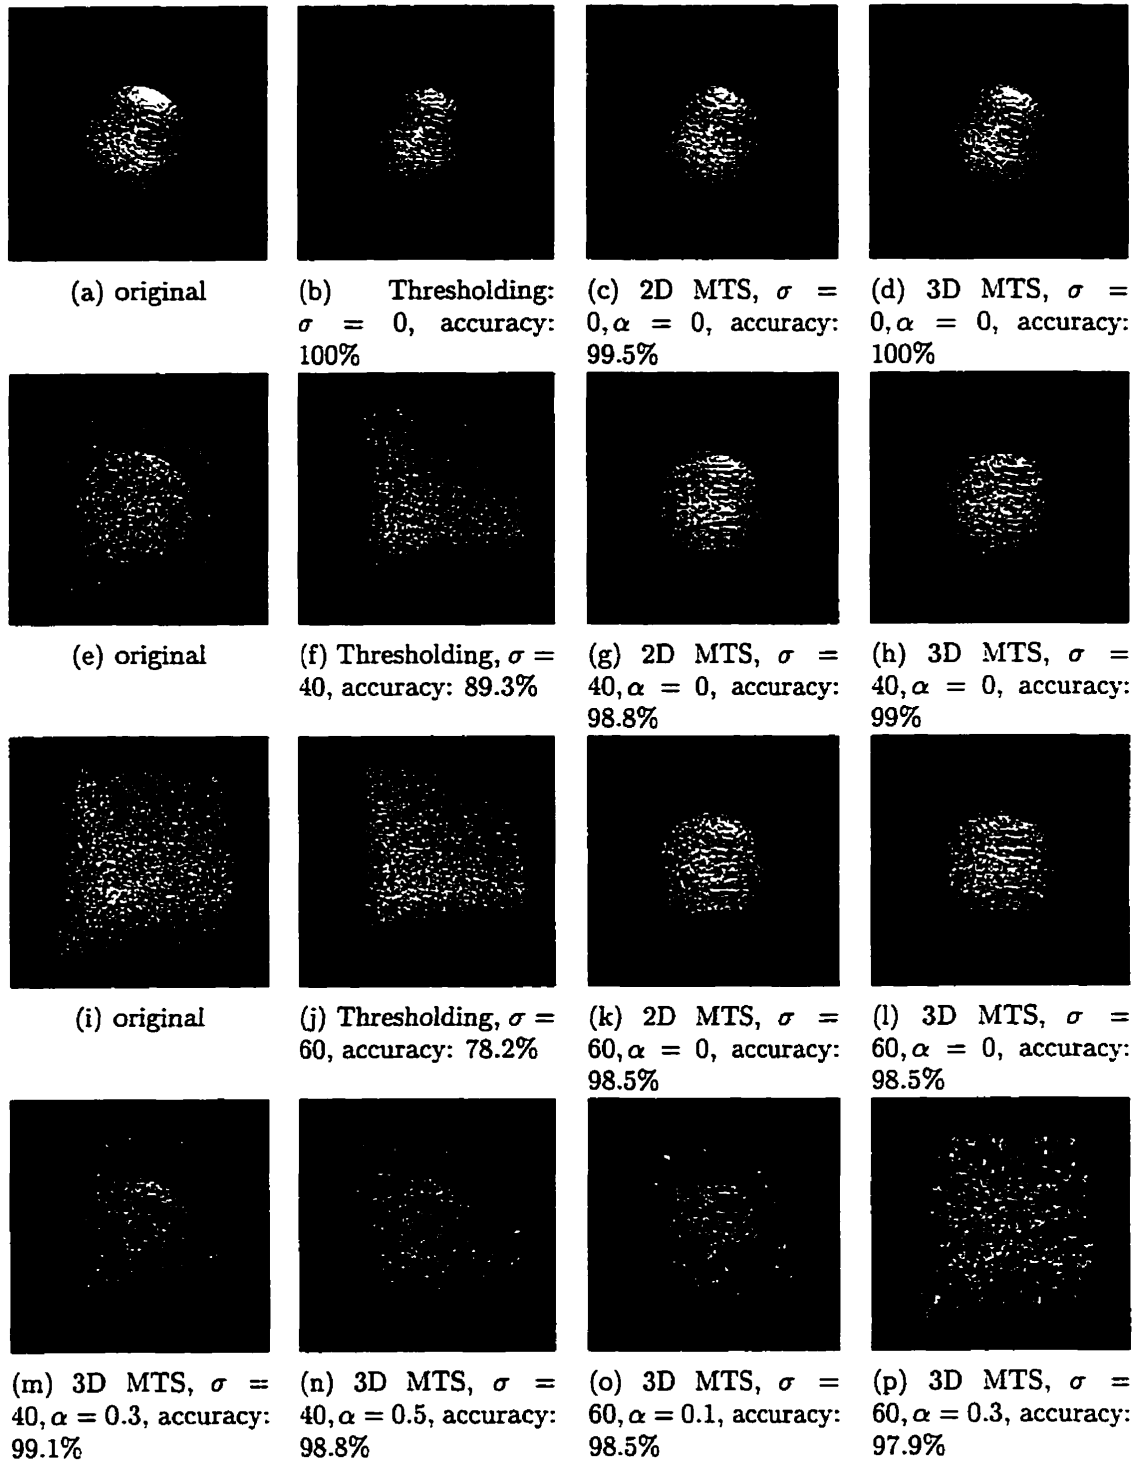 (a) original
(b) Thresholding:
σ = 0, accuracy:
100%
(c) 2D MTS, σ =
0, α = 0, accuracy:
99.5%
(d) 3D MTS, σ =
0, α = 0, accuracy:
100%
(e) original
(f) Thresholding, σ =
40, accuracy: 89.3%
(g) 2D MTS, σ =
40, α = 0, accuracy:
98.8%
(h) 3D MTS, σ =
40, α = 0, accuracy:
99%
(i) original
(j) Thresholding, σ =
60, accuracy: 78.2%
(k) 2D MTS, σ =
60, α = 0, accuracy:
98.5%
(l) 3D MTS, σ =
60, α = 0, accuracy:
98.5%
(m) 3D MTS, σ =
40, α = 0.3, accuracy:
99.1%
(n) 3D MTS, σ =
40, α = 0.5, accuracy:
98.8%
(o) 3D MTS, σ =
60, α = 0.1, accuracy:
98.5%
(p) 3D MTS, σ =
60, α = 0.3, accuracy:
97.9%